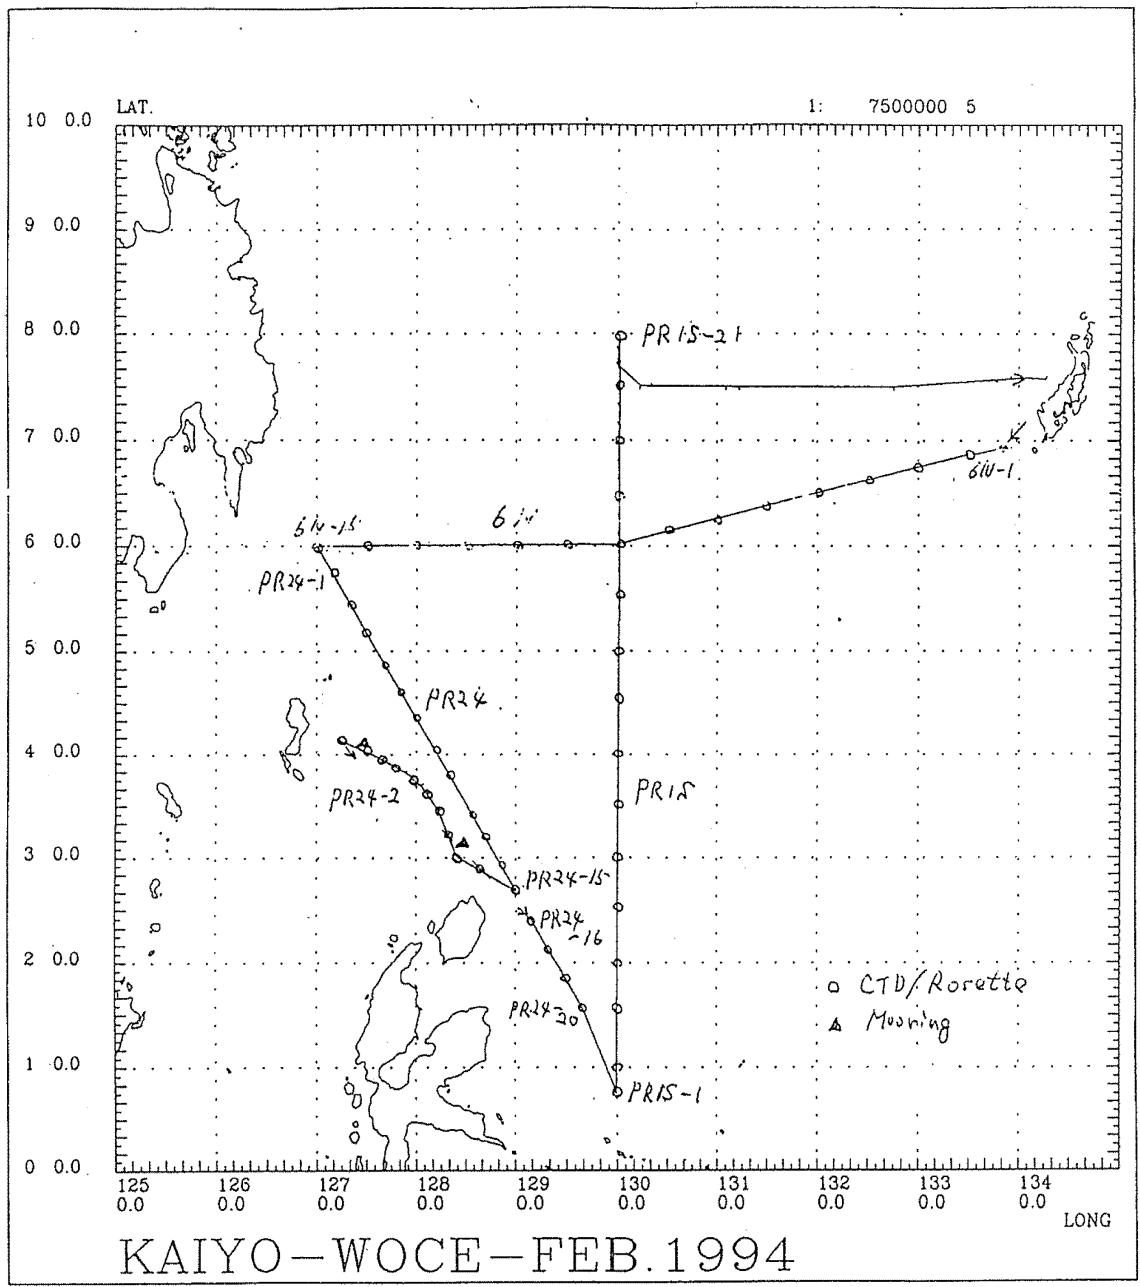 LAT.
1: 7500000 5
10 0.0
9 0.0
8 0.0
PR15-21
7 0.0
6W-1
6W-15
6W
6 0.0
PR24-1
5 0.0
PR24
4 0.0
PR24-2
PR15
3 0.0
PR24-15
PR24
-16
2 0.0
CTD/Rosette
PR24-20
Mooring
1 0.0
PR15-1
0 0.0
125 126 127 128 129 130 131 132 133 134
0.0 0.0 0.0 0.0 0.0 0.0 0.0 0.0 0.0 0.0
LONG
KAIYO-WOCE-FEB.1994